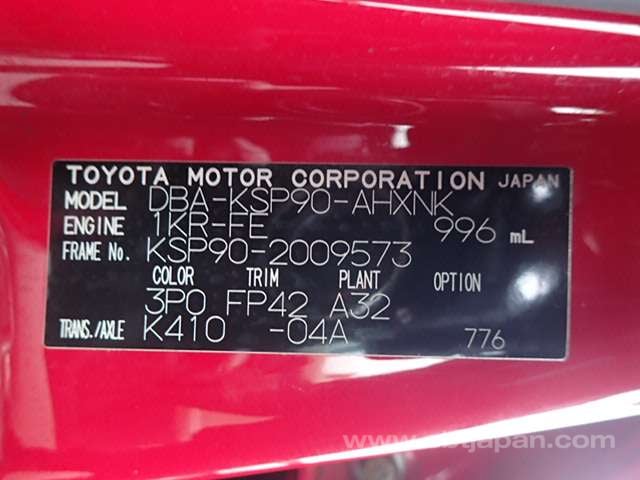 TOYOTA MOTOR CORPORATION JAPAN
MODEL DBA-KSP90-AHXNK
ENGINE 1KR-FE 996 mL
FRAME No. KSP90-2009573
COLOR TRIM PLANT OPTION
3P0 FP42 A32
TRANS./AXLE K410 -04A 776